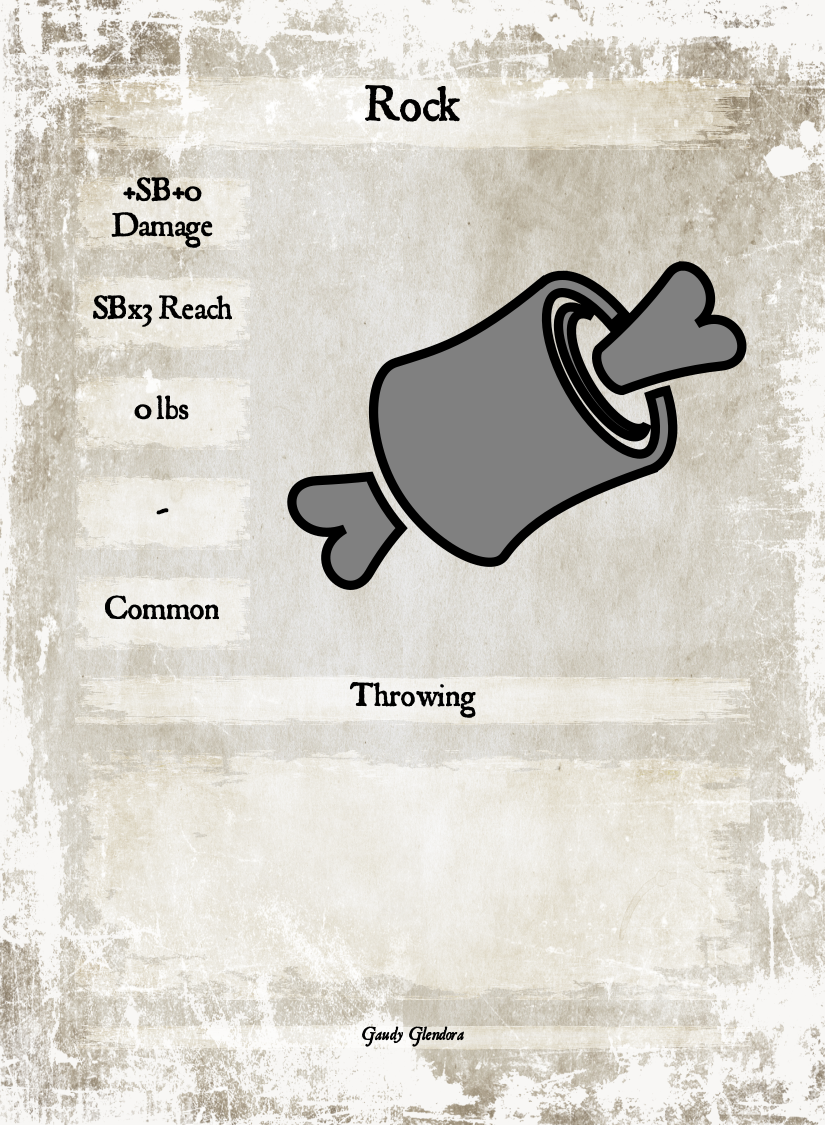 Rock
+SB+0
Damage
SBx3 Reach
0 lbs
-
Common
Throwing
Gaudy Glendora